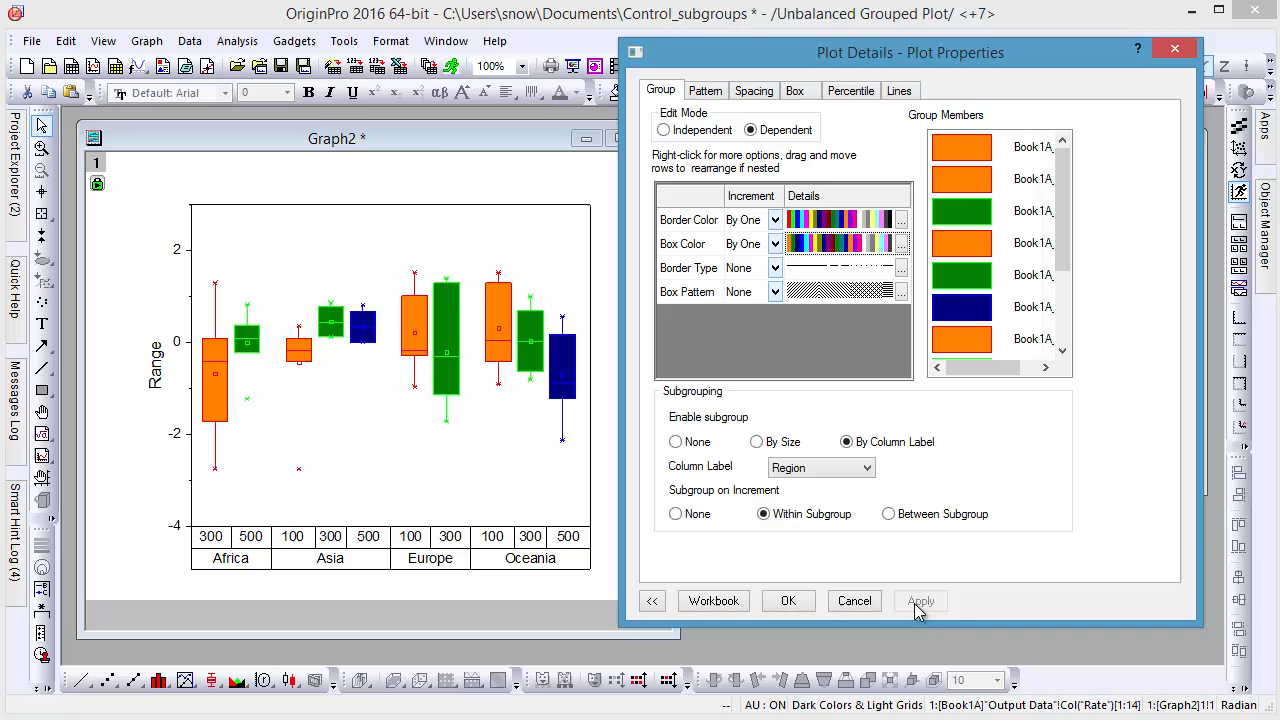 OriginPro 2016 64-bit - C:\Users\snow\Documents\Control_subgroups * - /Unbalanced Grouped Plot/ <+7>
File Edit View Graph Data Analysis Gadgets Tools Format Window Help
100%
Default: Arial 0 B I U
Project Explorer (2)
Quick Help
Messages Log
Smart Hint Log (4)
Apps
Object Manager
Graph2 *
1
Range
2
0
-2
-4
300 500 100 300 500 100 300 100 300 500
Africa Asia Europe Oceania
Plot Details - Plot Properties
Group Pattern Spacing Box Percentile Lines
Edit Mode
Independent Dependent
Right-click for more options, drag and move
rows to rearrange if nested
Increment Details
Border Color By One ...
Box Color By One ...
Border Type None ...
Box Pattern None ...
Group Members
Book1A_
Book1A_
Book1A_
Book1A_
Book1A_
Book1A_
Book1A_
Subgrouping
Enable subgroup
None By Size By Column Label
Column Label Region
Subgroup on Increment
None Within Subgroup Between Subgroup
<< Workbook OK Cancel Apply
10
-- AU : ON Dark Colors & Light Grids 1:[Book1A]"Output Data"!Col("Rate")[1:14] 1:[Graph2]1!1 Radian